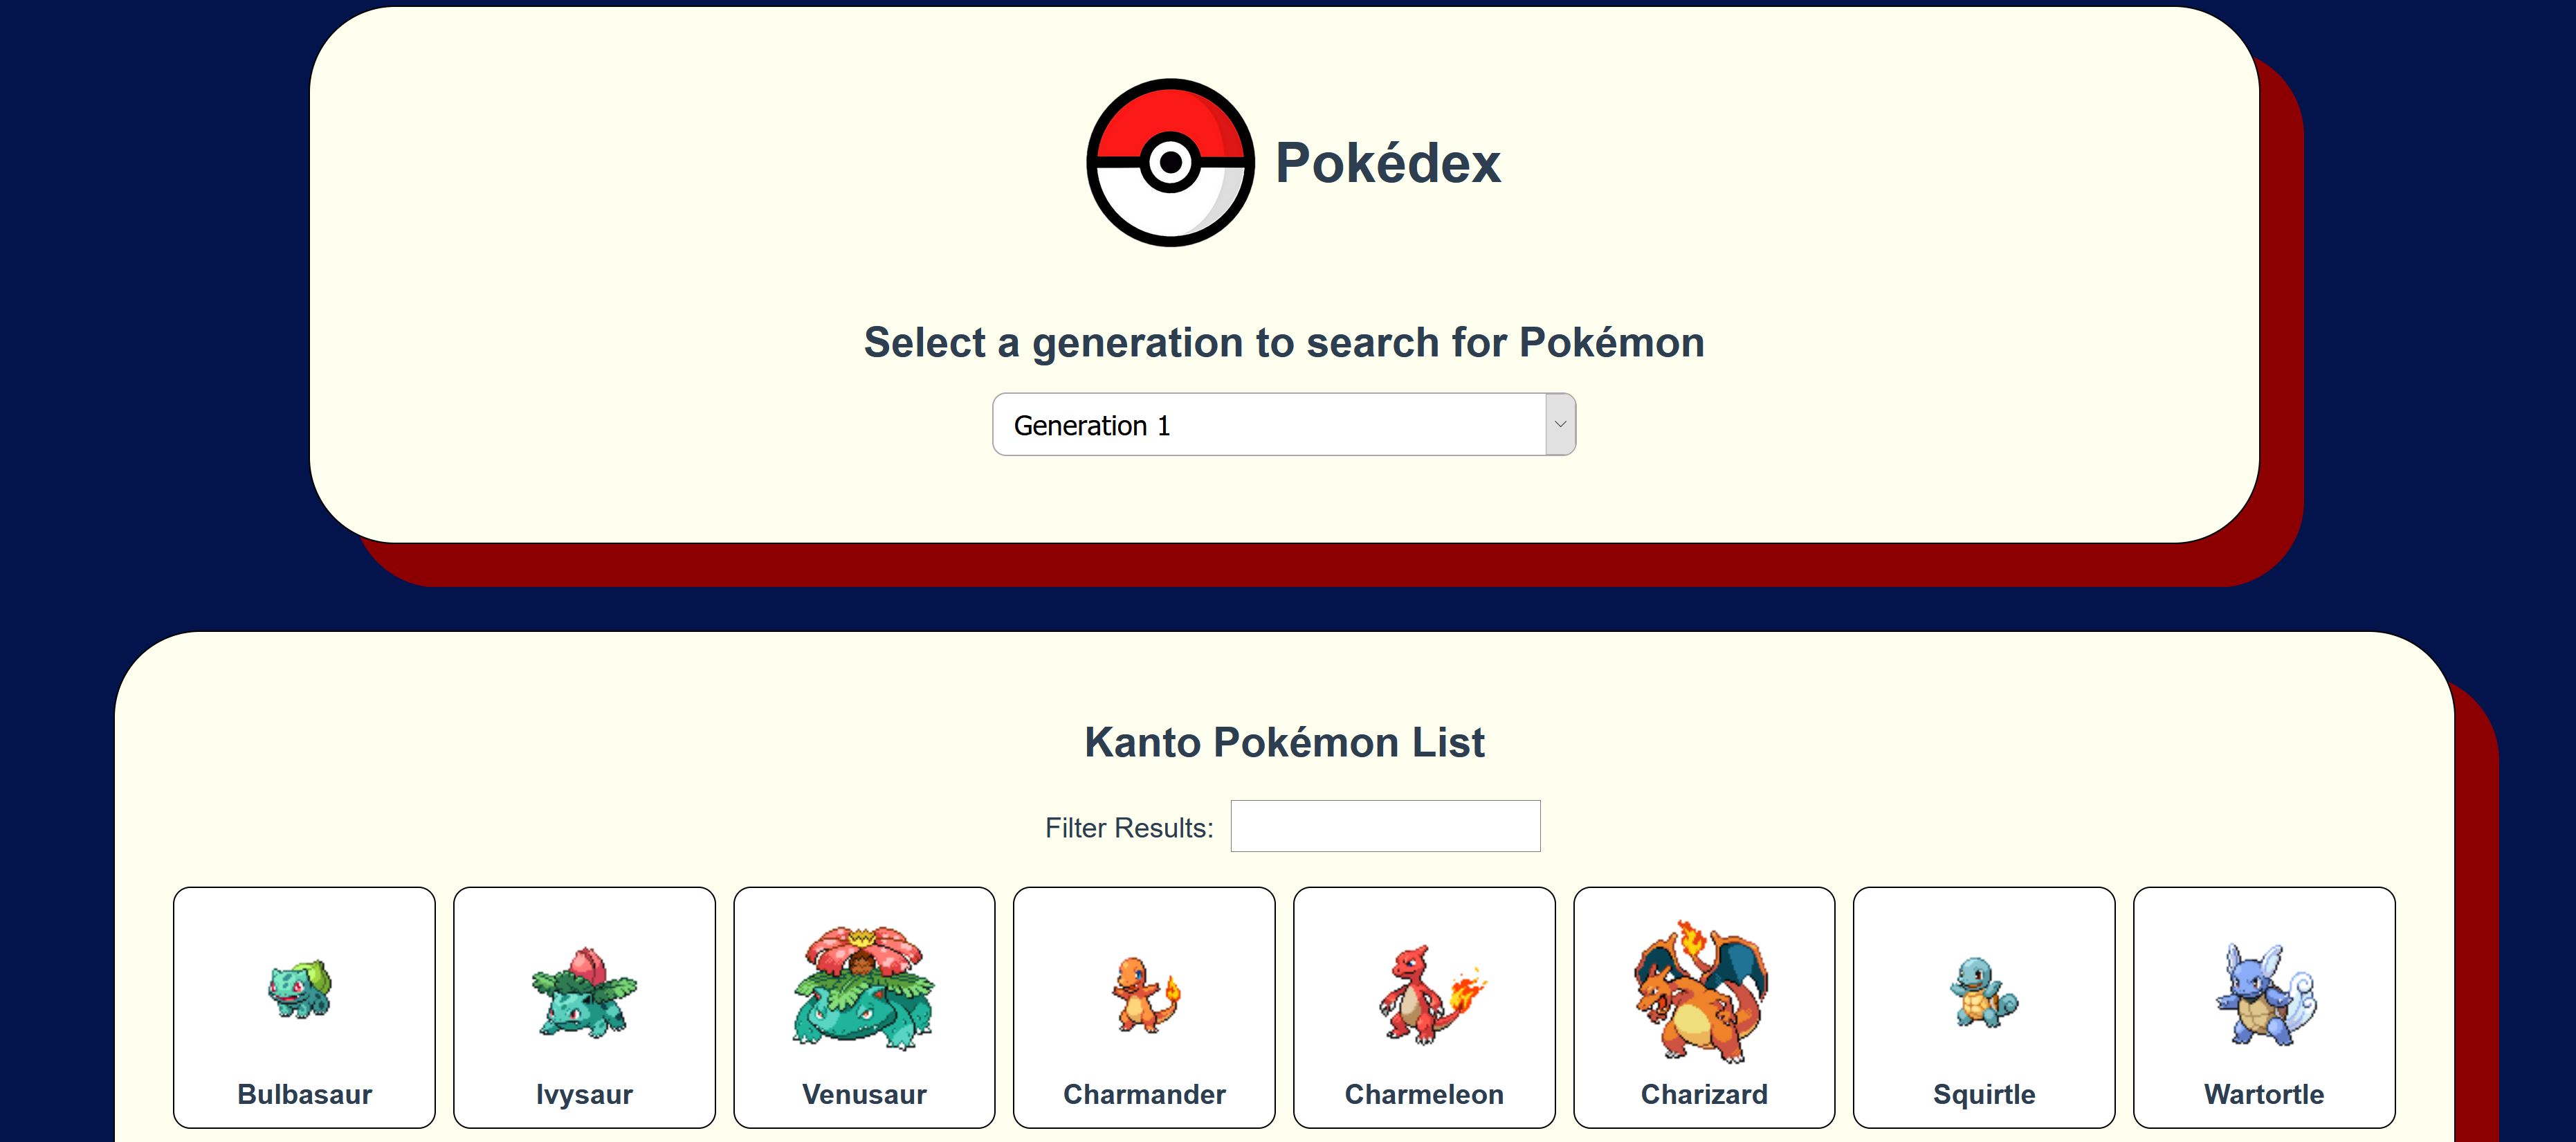 Pokédex
Select a generation to search for Pokémon
Generation 1
Kanto Pokémon List
Filter Results:
Bulbasaur
Ivysaur
Venusaur
Charmander
Charmeleon
Charizard
Squirtle
Wartortle